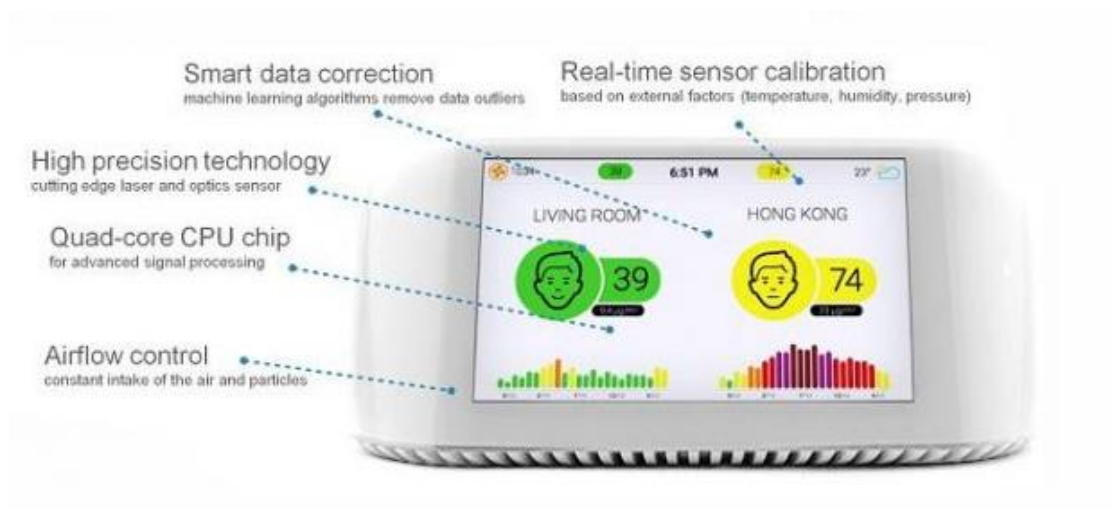 Smart data correction
machine learning algorithms remove data outliers
Real-time sensor calibration
based on external factors (temperature, humidity, pressure)
High precision technology
cutting edge laser and optics sensor
Quad-core CPU chip
for advanced signal processing
Airflow control
constant intake of the air and particles
39 6:51 PM 74 23°
LIVING ROOM HONG KONG
39 74